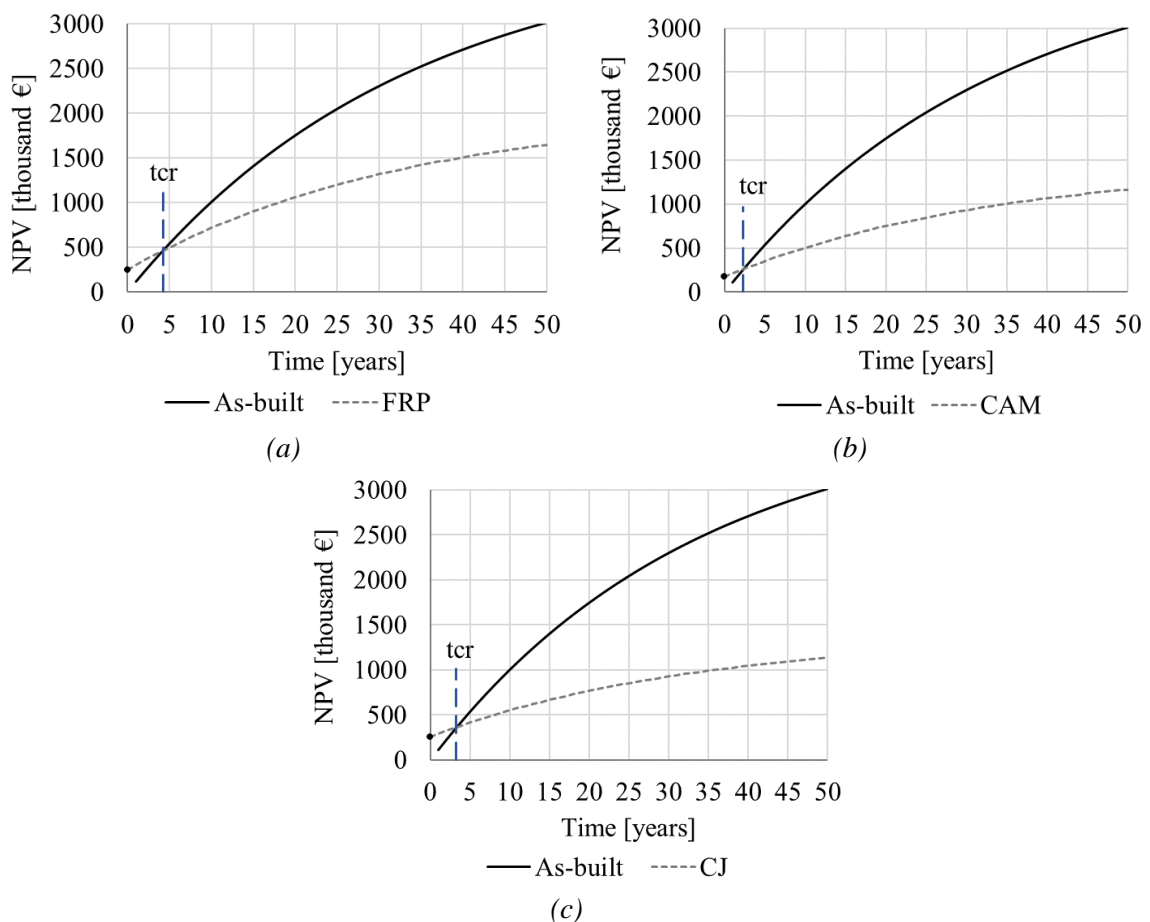 3000
2500
2000
1500
1000
500
0
NPV [thousand €]
tcr
0 5 10 15 20 25 30 35 40 45 50
Time [years]
As-built FRP
(a)
3000
2500
2000
1500
1000
500
0
NPV [thousand €]
tcr
0 5 10 15 20 25 30 35 40 45 50
Time [years]
As-built CAM
(b)
3000
2500
2000
1500
1000
500
0
NPV [thousand €]
tcr
0 5 10 15 20 25 30 35 40 45 50
Time [years]
As-built CJ
(c)